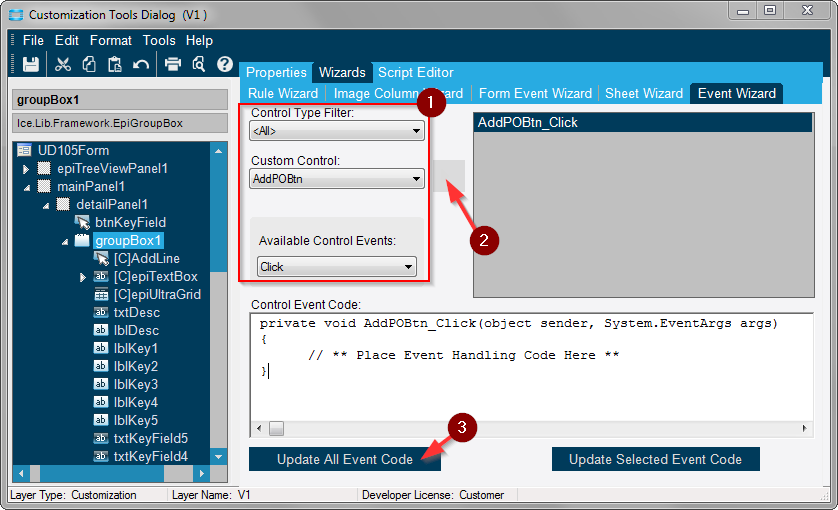 Customization Tools Dialog (V1 )
File Edit Format Tools Help
Properties Wizards Script Editor
Rule Wizard Image Column Wizard Form Event Wizard Sheet Wizard Event Wizard
groupBox1
Ice.Lib.Framework.EpiGroupBox
UD105Form
epiTreeViewPanel1
mainPanel1
detailPanel1
btnKeyField
groupBox1
[C]AddLine
[C]epiTextBox
[C]epiUltraGrid
txtDesc
lblDesc
lblKey1
lblKey2
lblKey3
lblKey4
lblKey5
txtKeyField5
txtKeyField4
1
Control Type Filter:
<All>
Custom Control:
AddPOBtn
2
Available Control Events:
Click
AddPOBtn_Click
Control Event Code:
private void AddPOBtn_Click(object sender, System.EventArgs args)
{
// ** Place Event Handling Code Here **
}
3
Update All Event Code Update Selected Event Code
Layer Type: Customization Layer Name: V1 Developer License: Customer